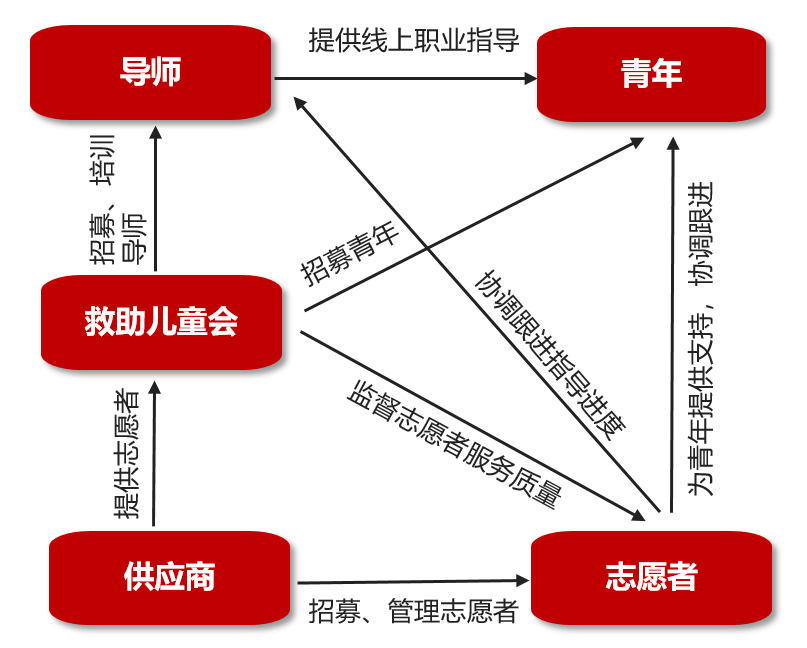 提供线上职业指导
导师
青年
招募、培训
导师
招募青年
协调跟进指导进度
为青年提供支持，协调跟进
救助儿童会
监督志愿者服务质量
提供志愿者
供应商
志愿者
招募、管理志愿者